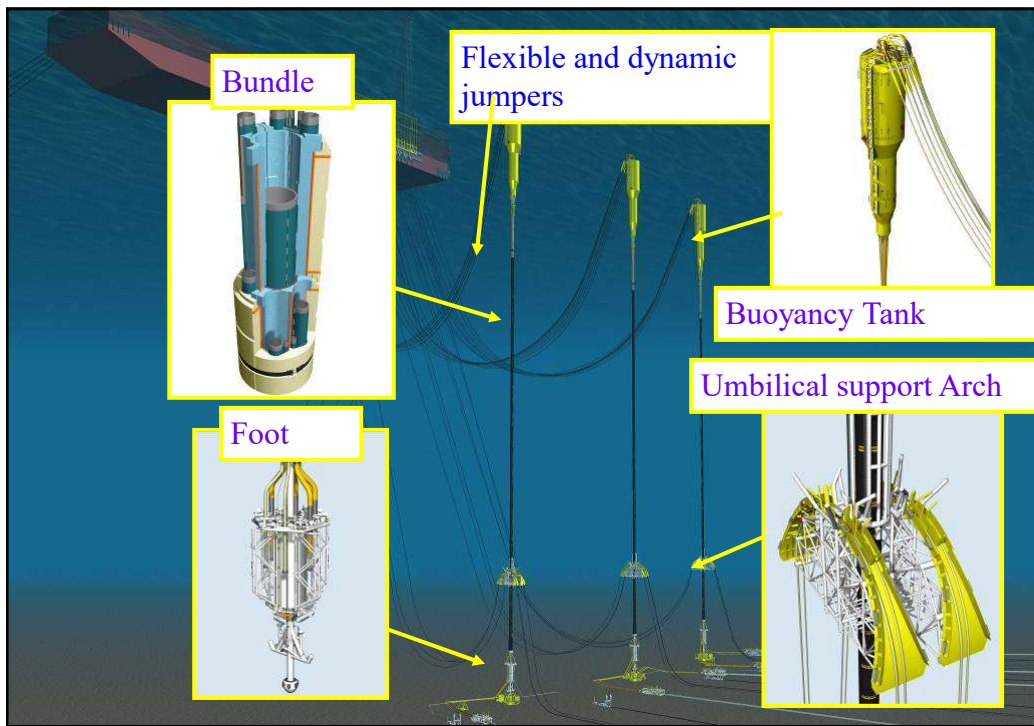 Bundle
Flexible and dynamic
jumpers
Buoyancy Tank
Umbilical support Arch
Foot